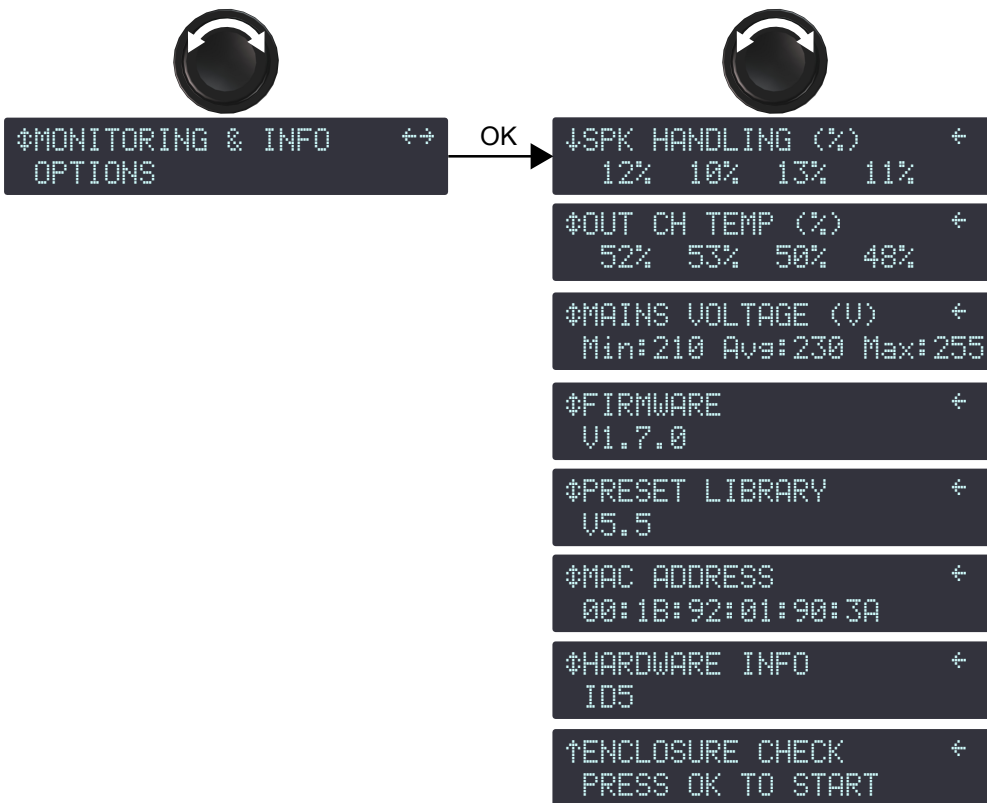 ↕MONITORING & INFO ←→
OPTIONS
OK
↓SPK HANDLING (%) ←
12% 10% 13% 11%
↕OUT CH TEMP (%) ←
52% 53% 50% 48%
↕MAINS VOLTAGE (V) ←
Min:210 Avg:230 Max:255
↕FIRMWARE ←
V1.7.0
↕PRESET LIBRARY ←
V5.5
↕MAC ADDRESS ←
00:1B:92:01:90:3A
↕HARDWARE INFO ←
ID5
↑ENCLOSURE CHECK ←
PRESS OK TO START